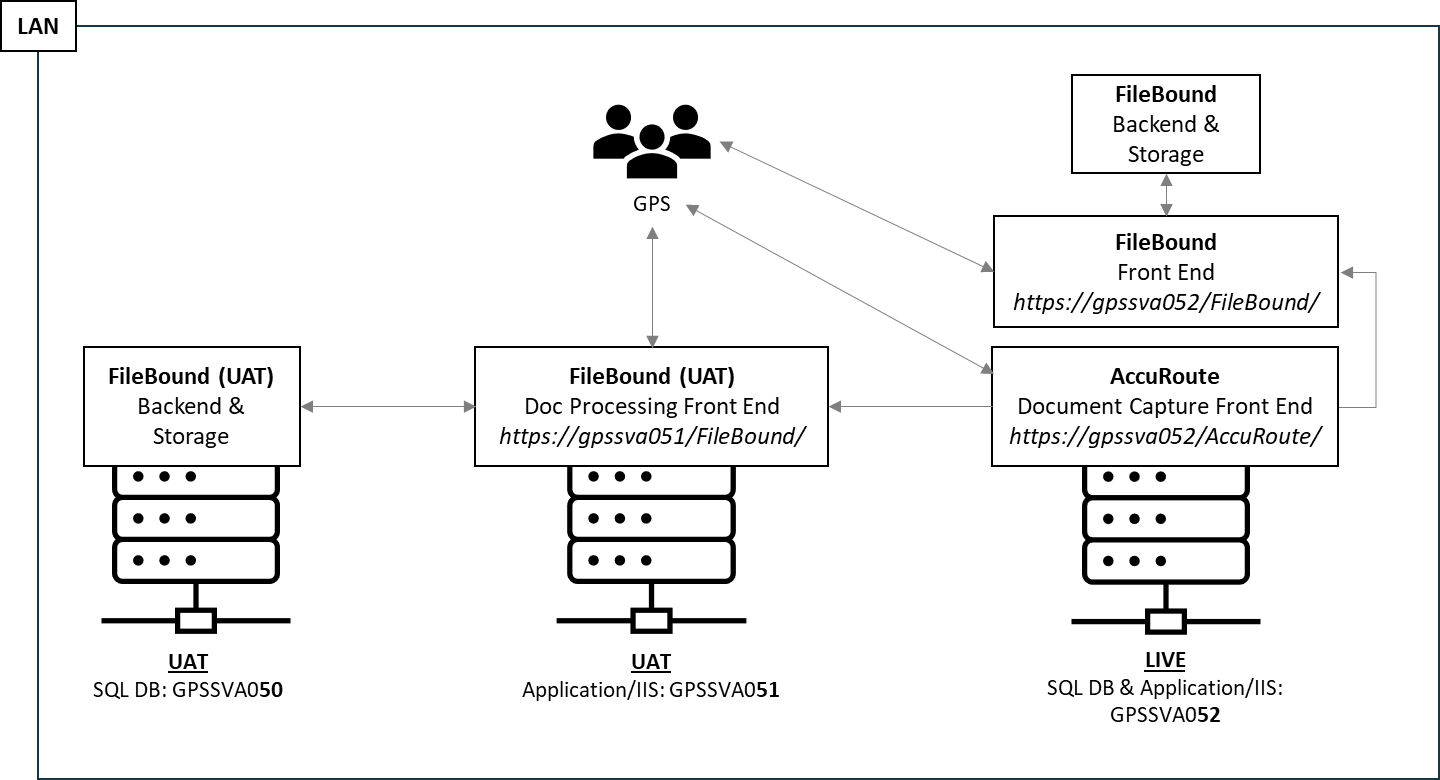 LAN
FileBound
Backend &
Storage
GPS
FileBound
Front End
https://gpssva052/FileBound/
FileBound (UAT)
Backend &
Storage
FileBound (UAT)
Doc Processing Front End
https://gpssva051/FileBound/
AccuRoute
Document Capture Front End
https://gpssva052/AccuRoute/
UAT
SQL DB: GPSSVA050
UAT
Application/IIS: GPSSVA051
LIVE
SQL DB & Application/IIS:
GPSSVA052